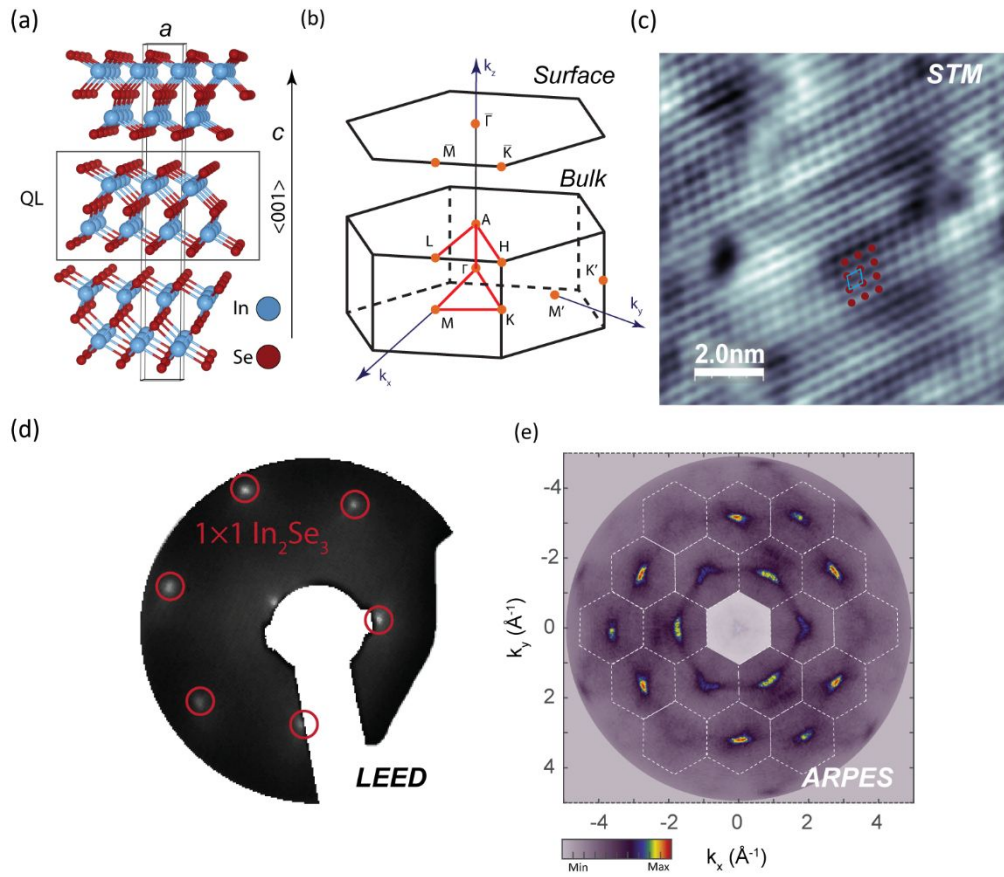 (a)
a
QL
c
<001>
In
Se
(b)
k_z
Surface
Γ̅
M̅
K̅
Bulk
A
L
H
Γ
K'
M
K
M'
k_y
k_x
(c)
STM
2.0nm
(d)
1×1 In₂Se₃
LEED
(e)
-4
-2
0
2
4
k_y (Å⁻¹)
ARPES
-4
-2
0
2
4
k_x (Å⁻¹)
Min
Max